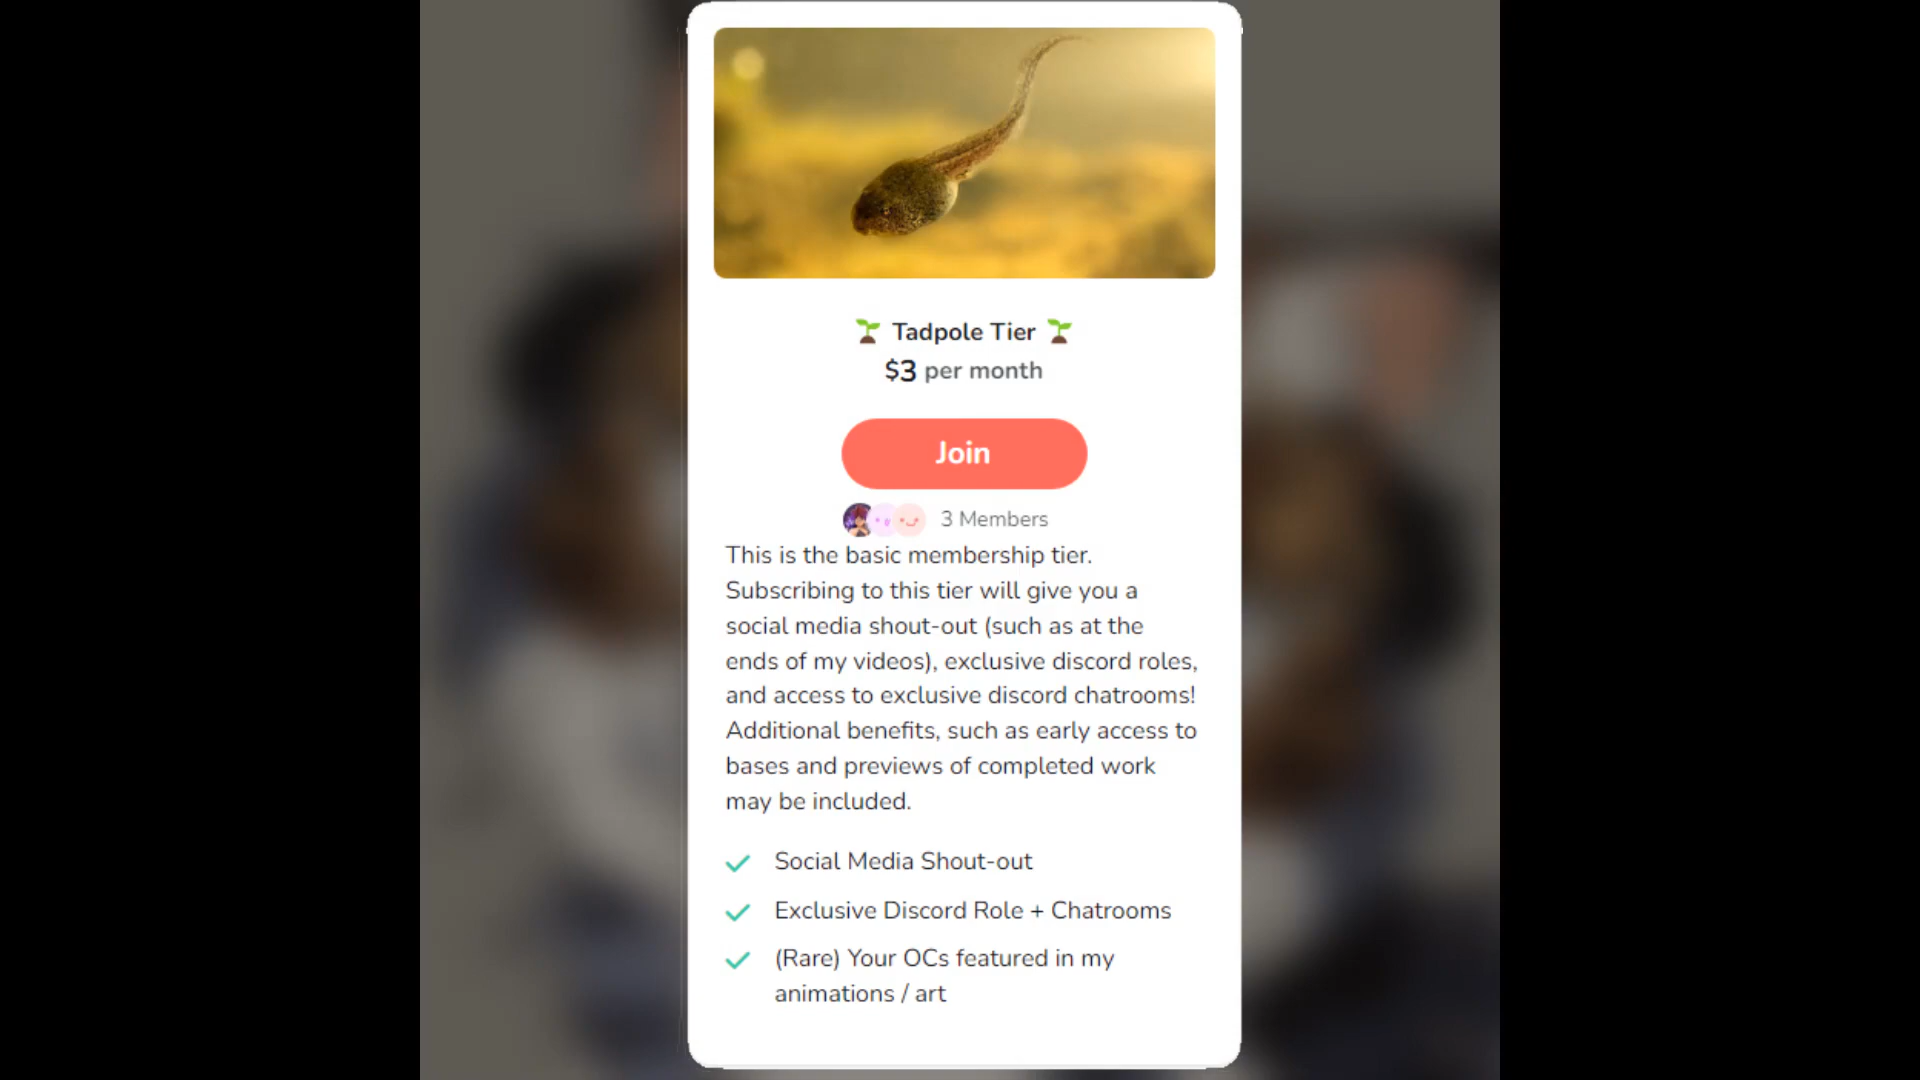 🌱 Tadpole Tier 🌱
$3 per month
Join
3 Members
This is the basic membership tier.
Subscribing to this tier will give you a
social media shout-out (such as at the
ends of my videos), exclusive discord roles,
and access to exclusive discord chatrooms!
Additional benefits, such as early access to
bases and previews of completed work
may be included.
Social Media Shout-out
Exclusive Discord Role + Chatrooms
(Rare) Your OCs featured in my
animations / art